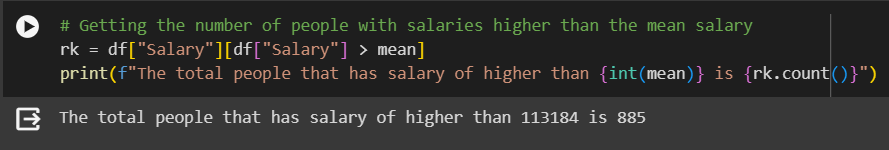 # Getting the number of people with salaries higher than the mean salary
rk = df["Salary"][df["Salary"] > mean]
print(f"The total people that has salary of higher than {int(mean)} is {rk.count()}")
The total people that has salary of higher than 113184 is 885